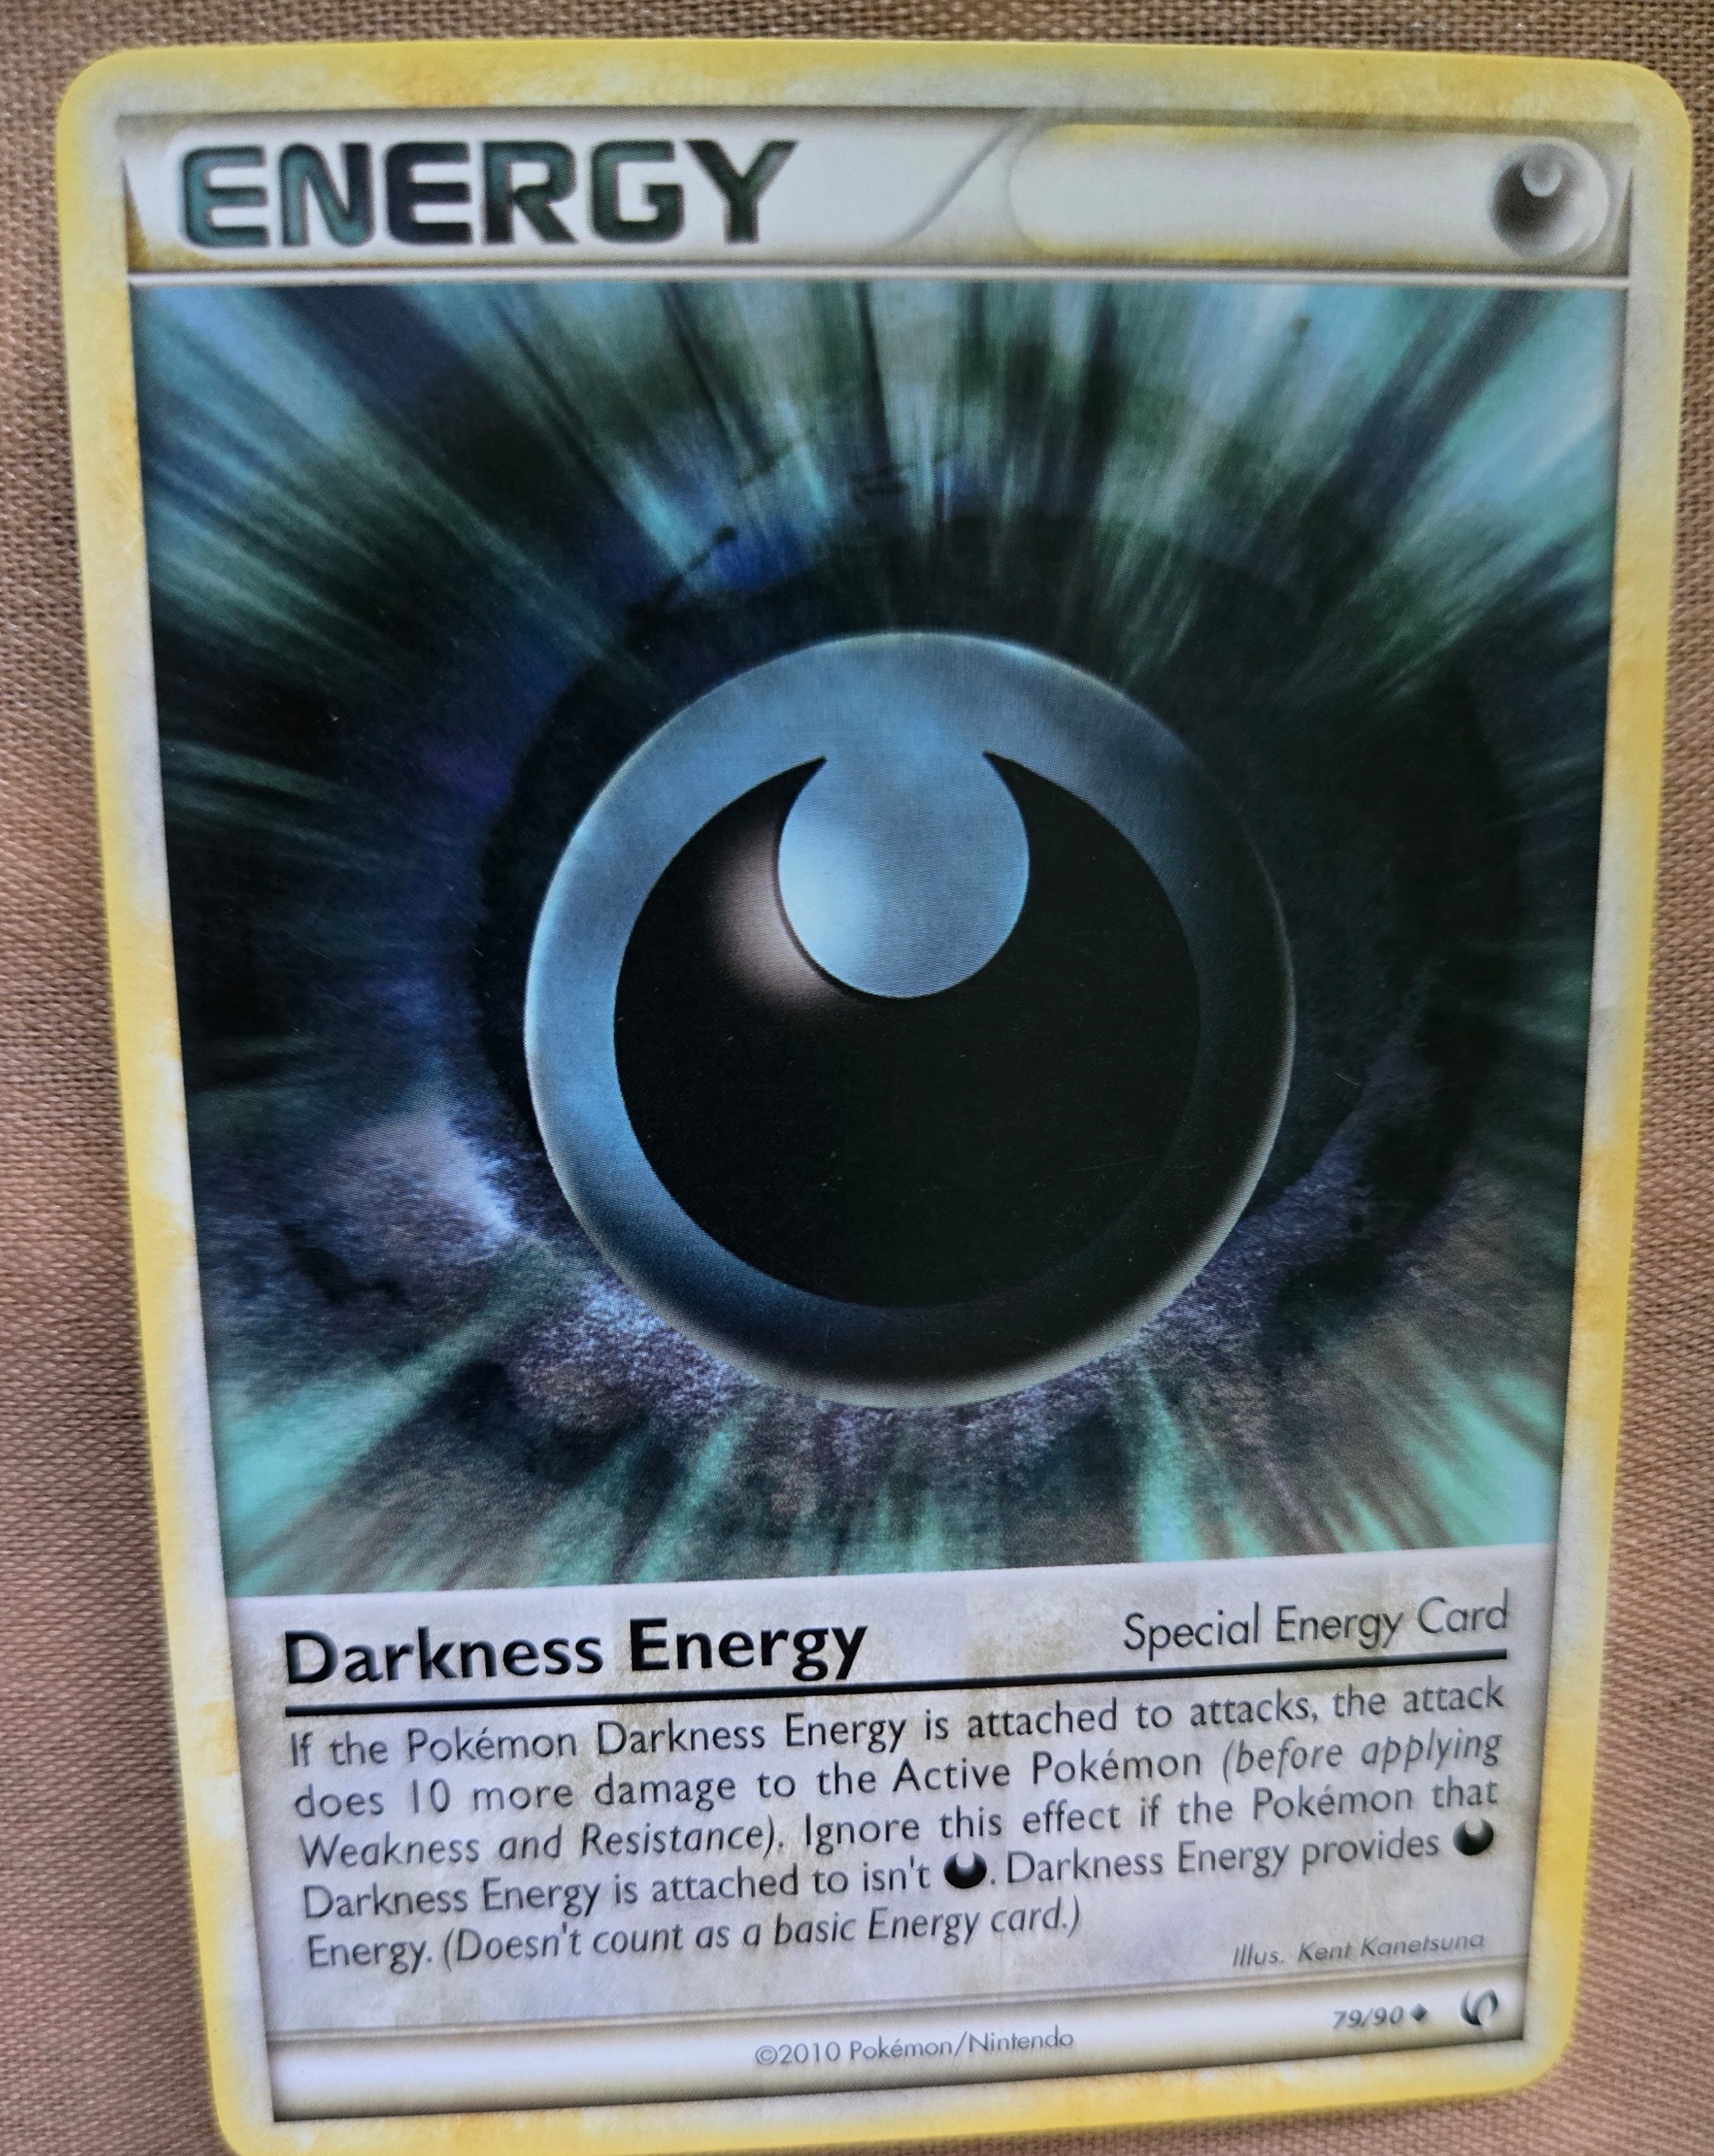 ENERGY
Darkness Energy
Special Energy Card
If the Pokémon Darkness Energy is attached to attacks, the attack
does 10 more damage to the Active Pokémon (before applying
Weakness and Resistance). Ignore this effect if the Pokémon that
Darkness Energy is attached to isn't . Darkness Energy provides
Energy. (Doesn't count as a basic Energy card.)
Illus. Kent Kanetsuna
79/90
©2010 Pokémon/Nintendo